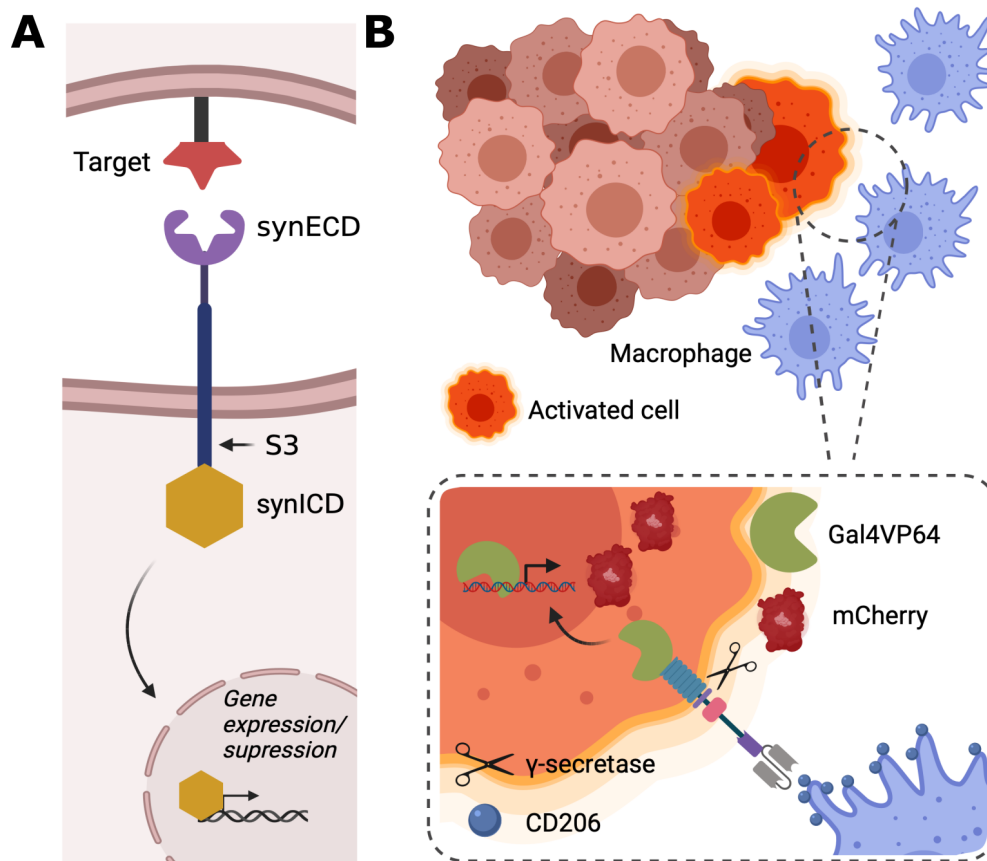 A
Target
synECD
S3
synICD
Gene
expression/
supression
B
Macrophage
Activated cell
Gal4VP64
mCherry
γ-secretase
CD206